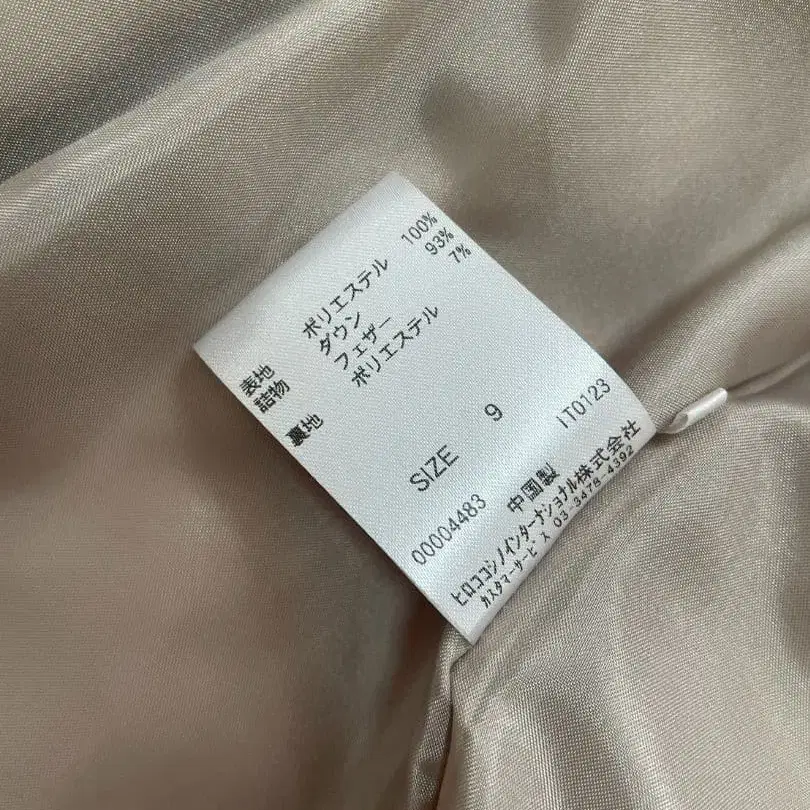 表地 ポリエステル 100%
詰物 ダウン 93%
フェザー 7%
裏地 ポリエステル
SIZE 9
00004483 中国製 IT0123
ヒロココシノインターナショナル株式会社
カスタマーサービス 03-3478-4392